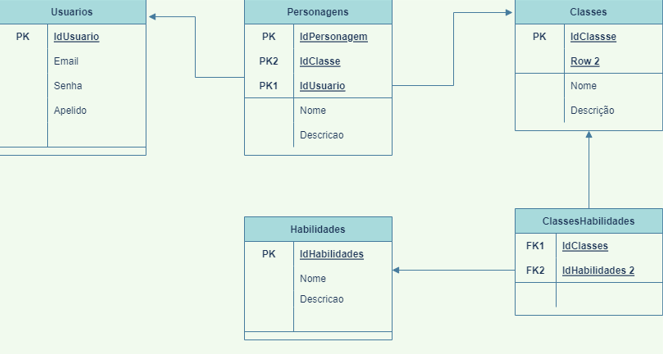 Usuarios
PK IdUsuario
Email
Senha
Apelido
Personagens
PK IdPersonagem
PK2 IdClasse
PK1 IdUsuario
Nome
Descricao
Classes
PK IdClassse
Row 2
Nome
Descrição
Habilidades
PK IdHabilidades
Nome
Descricao
ClassesHabilidades
FK1 IdClasses
FK2 IdHabilidades 2